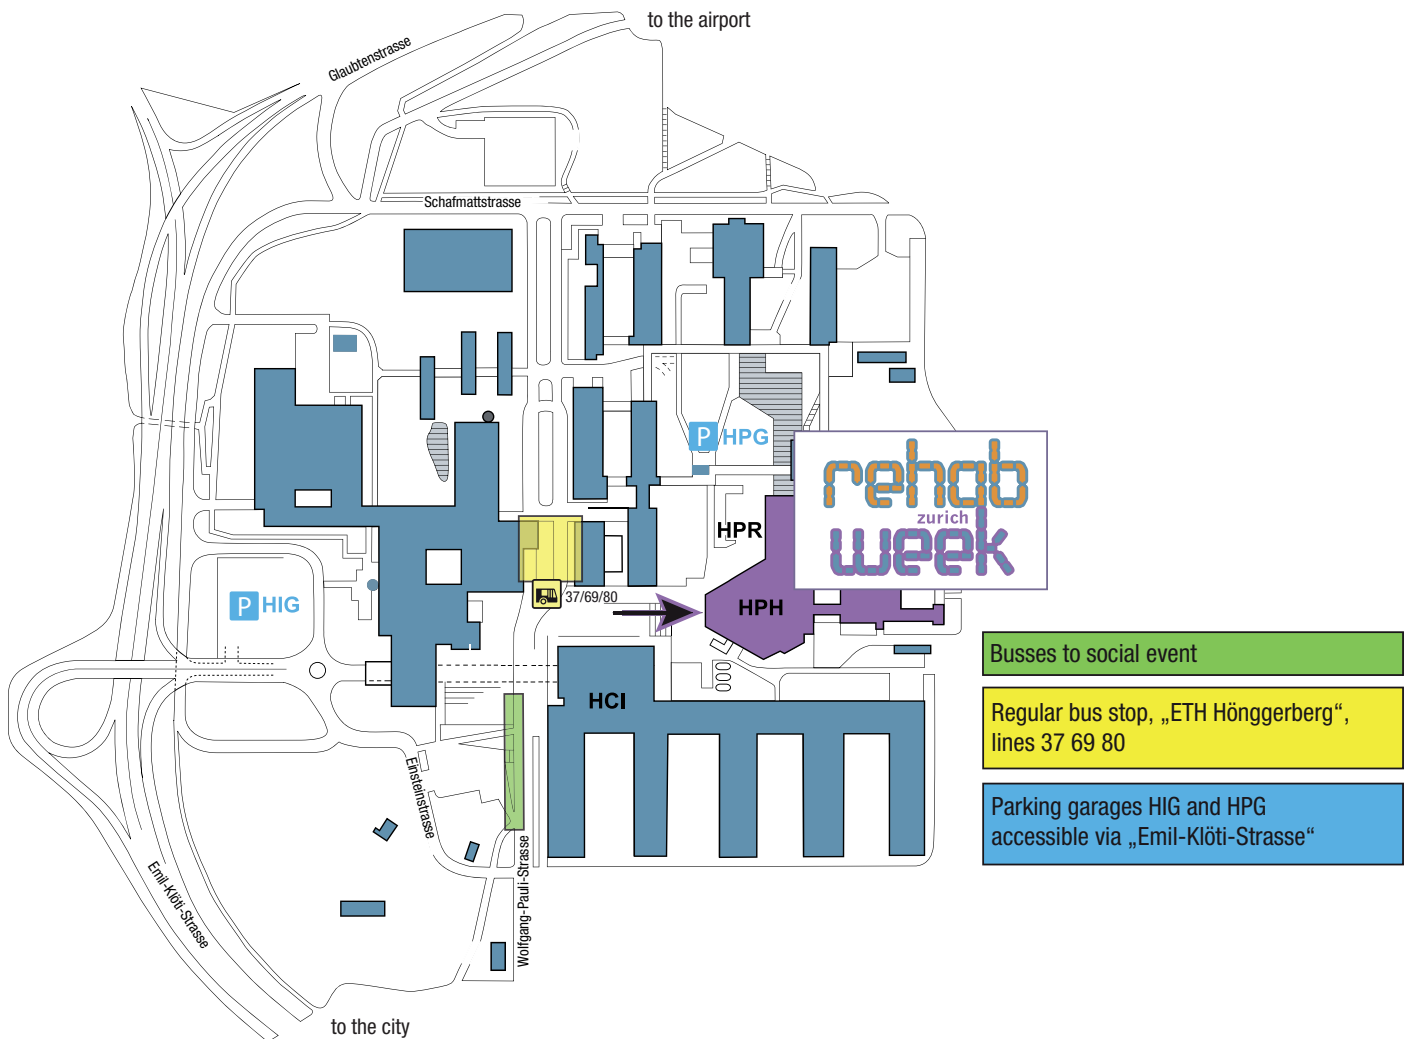 to the airport
Glaubtenstrasse
Schafmattstrasse
P HPG
rehab
zurich
week
HPR
37/69/80
HPH
P HIG
HCI
Busses to social event
Regular bus stop, „ETH Hönggerberg“,
lines 37 69 80
Parking garages HIG and HPG
accessible via „Emil-Klöti-Strasse“
Einsteinstrasse
Wolfgang-Pauli-Strasse
Emil-Klöti-Strasse
to the city